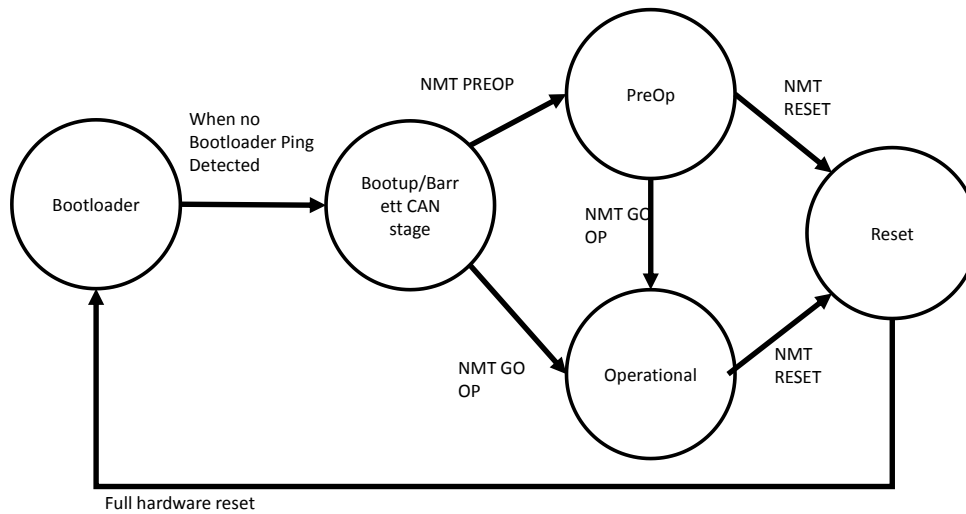 Bootloader
When no
Bootloader Ping
Detected
Bootup/Barr
ett CAN
stage
NMT PREOP
PreOp
NMT
RESET
NMT GO
OP
NMT GO
OP
Operational
NMT
RESET
Reset
Full hardware reset